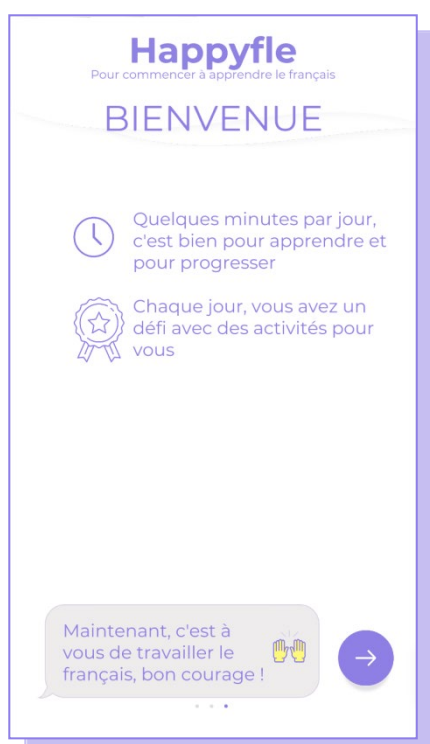 Happyfle
Pour commencer à apprendre le français
BIENVENUE
Quelques minutes par jour,
c'est bien pour apprendre et
pour progresser
Chaque jour, vous avez un
défi avec des activités pour
vous
Maintenant, c'est à
vous de travailler le
français, bon courage !